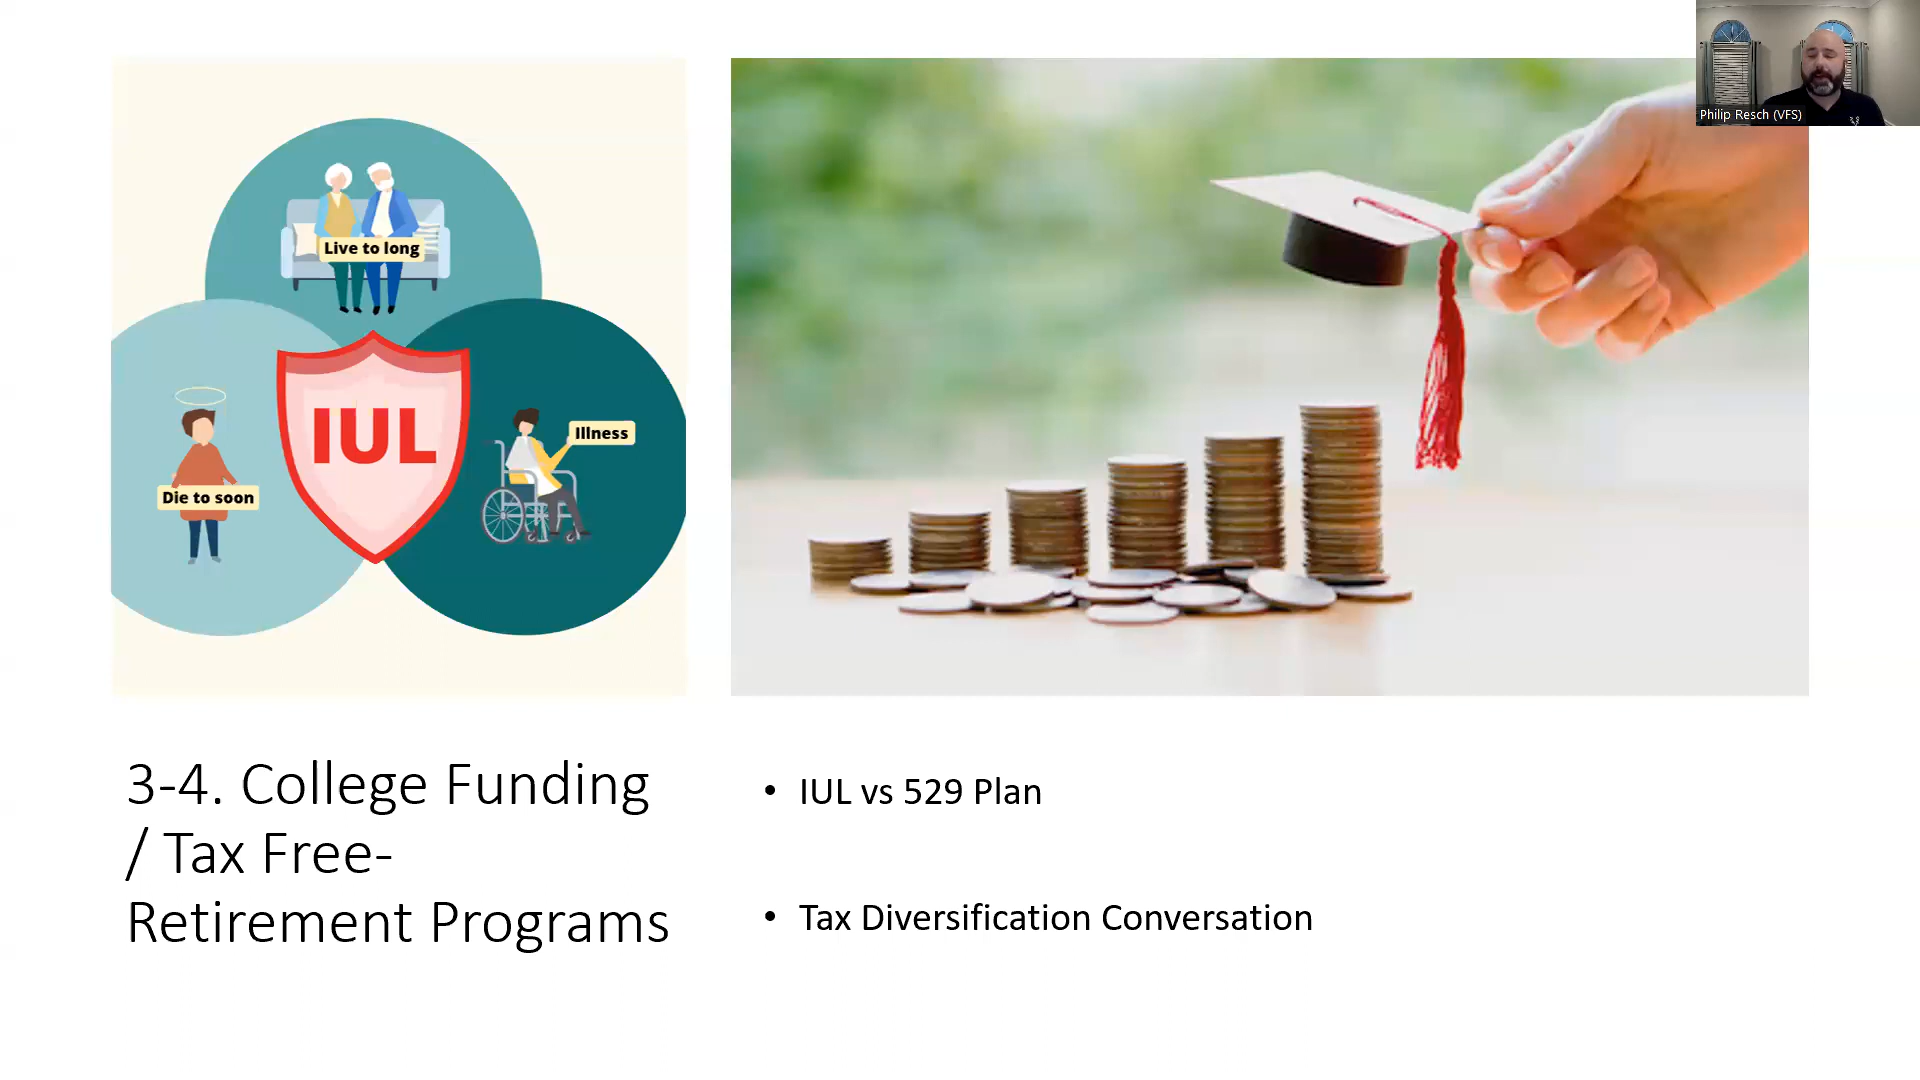 Philip Resch (VFS)
Live to long
IUL
Illness
Die to soon
3-4. College Funding
/ Tax Free-
Retirement Programs
• IUL vs 529 Plan
• Tax Diversification Conversation